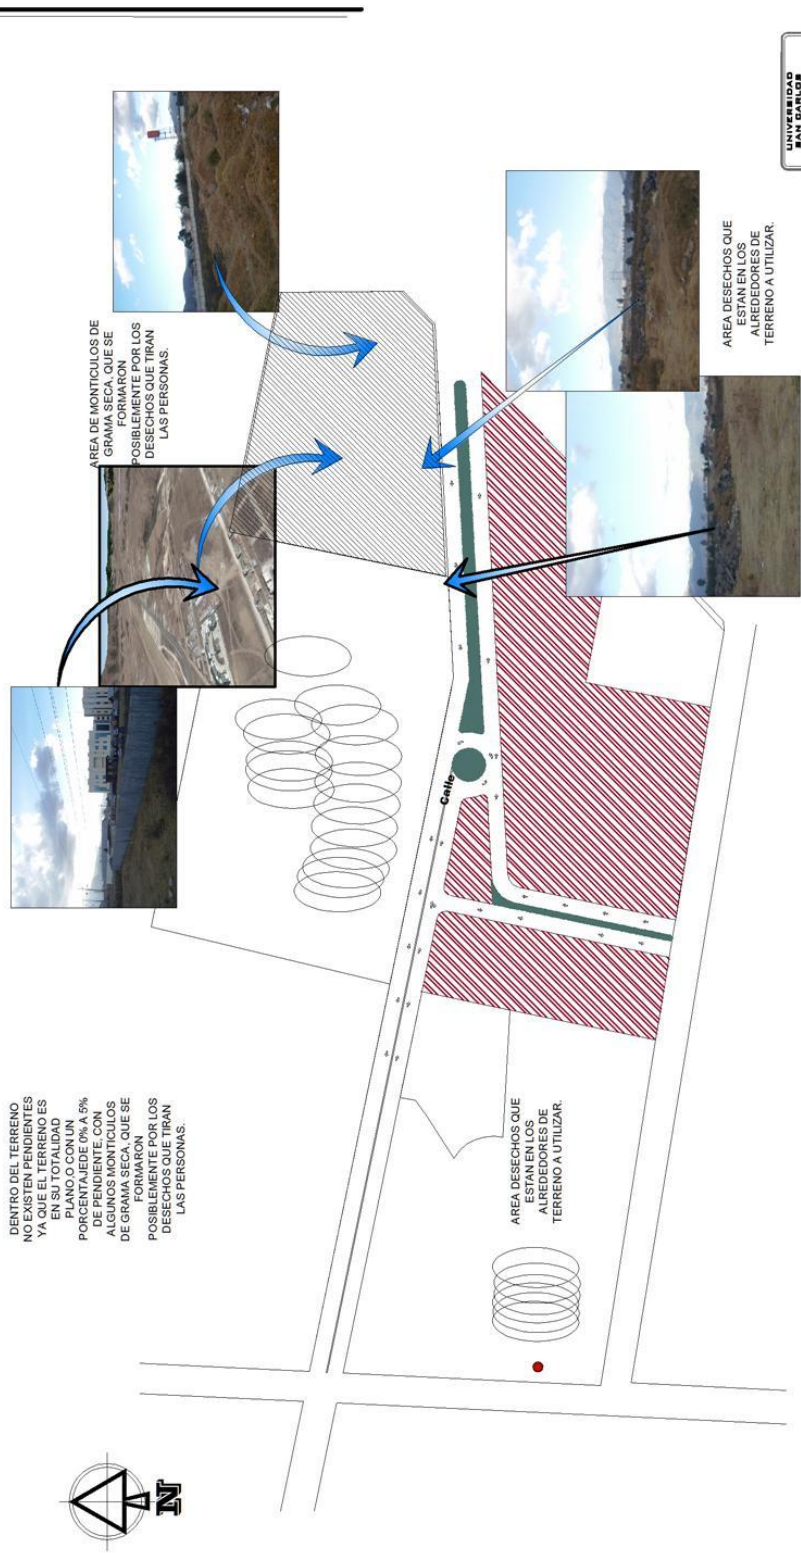 UNIVERSIDAD
SAN CARLOS
AREA DESECHOS QUE
ESTAN EN LOS
ALREDEDORES DE
TERRENO A UTILIZAR.
AREA DE MONTICULOS DE
GRAMA SECA, QUE SE
FORMARON
POSIBLEMENTE POR LOS
DESECHOS QUE TIRAN
LAS PERSONAS.
Calle
DENTRO DEL TERRENO
NO EXISTEN PENDIENTES
YA QUE EL TERRENO ES
EN SU TOTALIDAD
PLANO,O CON UN
PORCENTAJEDE 0% A 5%
DE PENDIENTE, CON
ALGUNOS MONTICULOS
DE GRAMA SECA, QUE SE
FORMARON
POSIBLEMENTE POR LOS
DESECHOS QUE TIRAN
LAS PERSONAS.
AREA DESECHOS QUE
ESTAN EN LOS
ALREDEDORES DE
TERRENO A UTILIZAR.
N